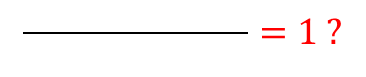 = 1 ?